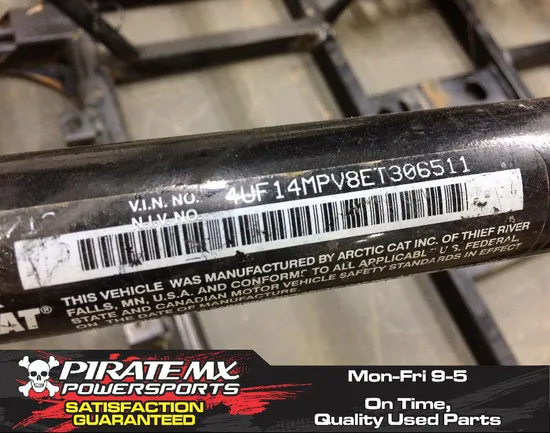 V.I.N. NO. 4UF14MPV8ET306511
N.I.V. NO.
THIS VEHICLE WAS MANUFACTURED BY ARCTIC CAT INC. OF THIEF RIVER
FALLS, MN, U.S.A. AND CONFORMS TO ALL APPLICABLE U.S. FEDERAL,
STATE AND CANADIAN MOTOR VEHICLE SAFETY STANDARDS IN EFFECT
ON THE DATE OF MANUFACTURE.
CAT®
PIRATE MX
POWERSPORTS
SATISFACTION
GUARANTEED
Mon-Fri 9-5
On Time,
Quality Used Parts